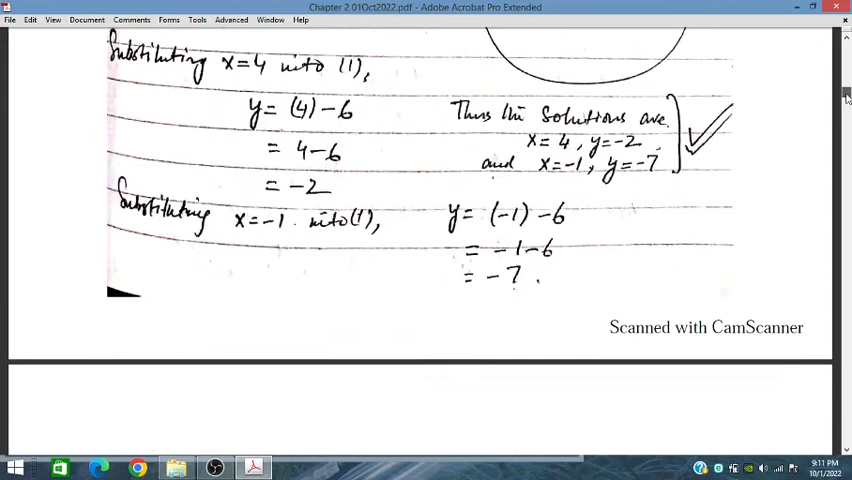 Chapter 2 01Oct2022.pdf - Adobe Acrobat Pro Extended
File Edit View Document Comments Forms Tools Advanced Window Help
Substituting x=4 into (1),
y= (4) -6
= 4-6
= -2
Thus the solutions are
x=4, y=-2
and x=-1, y=-7
Substituting x=-1 into (1),
y= (-1) -6
= -1-6
= -7.
Scanned with CamScanner
9:11 PM
10/1/2022